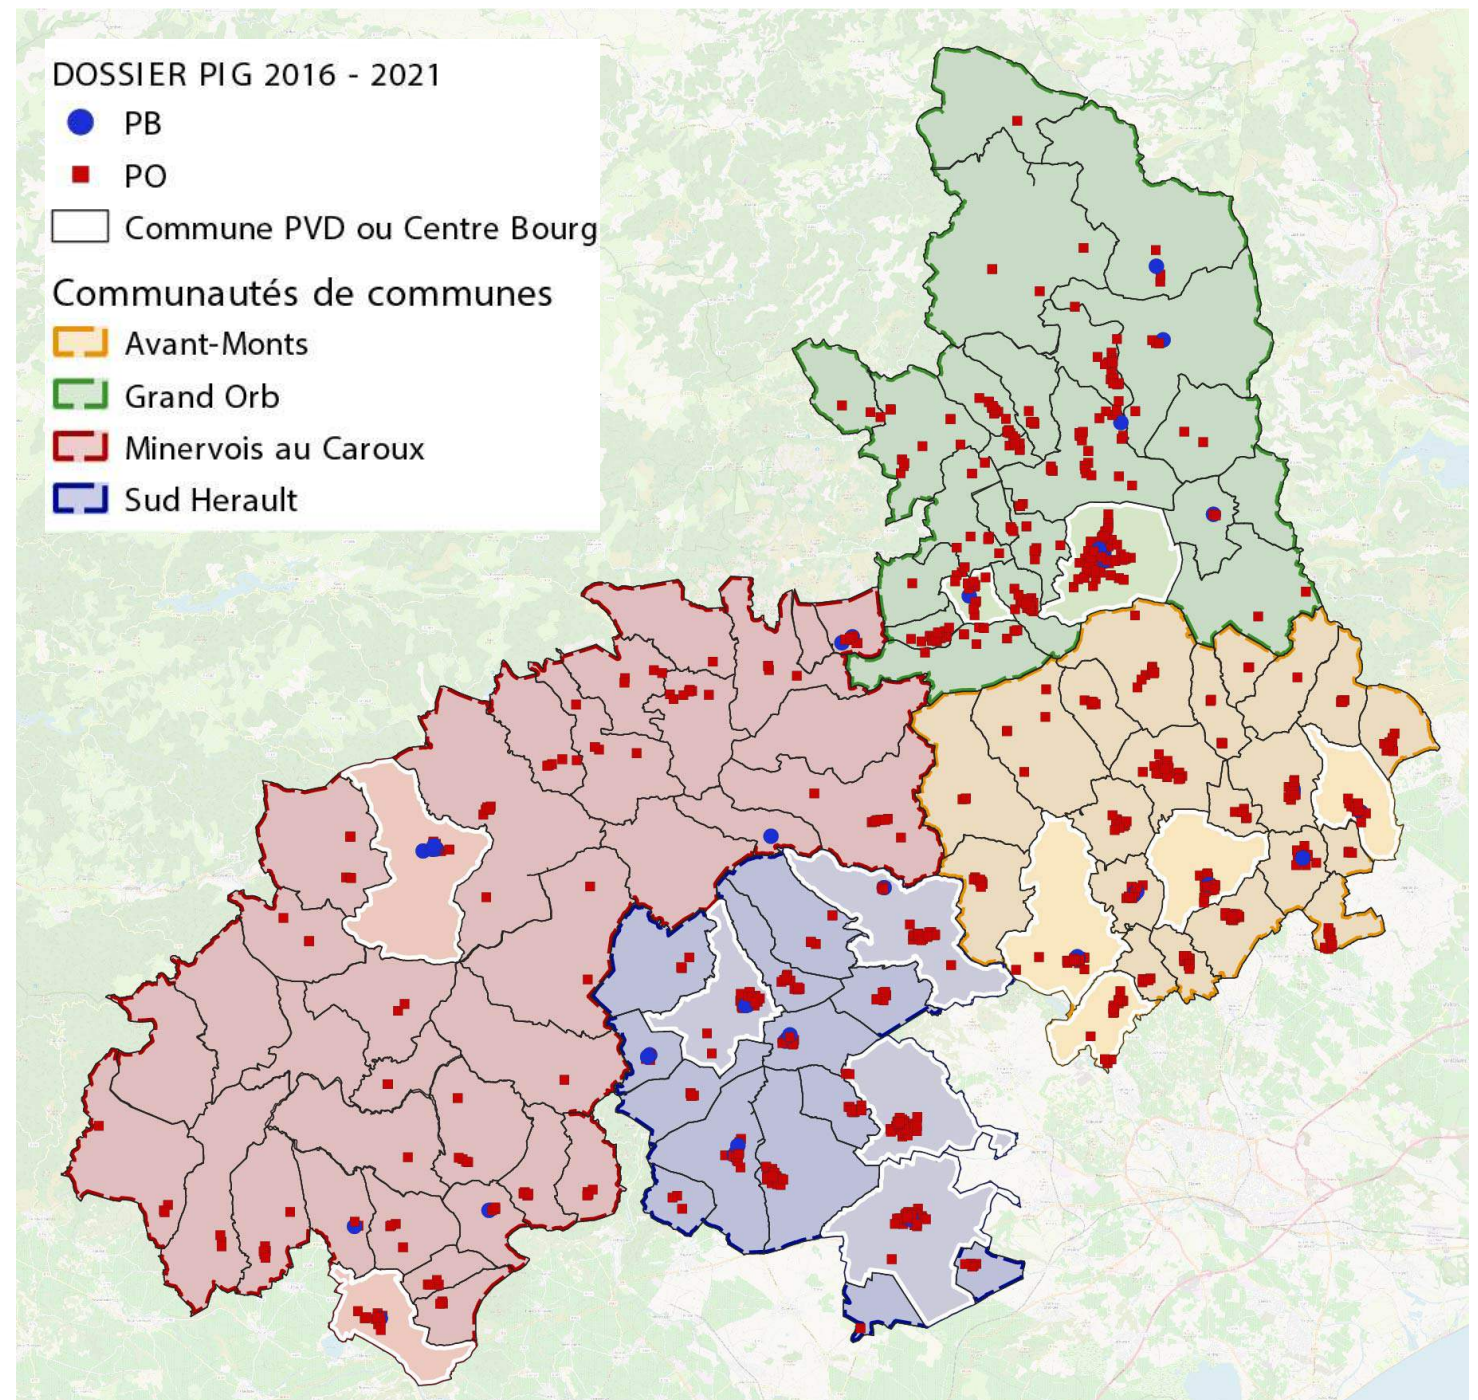 DOSSIER PIG 2016 - 2021
PB
PO
Commune PVD ou Centre Bourg
Communautés de communes
Avant-Monts
Grand Orb
Minervois au Caroux
Sud Herault